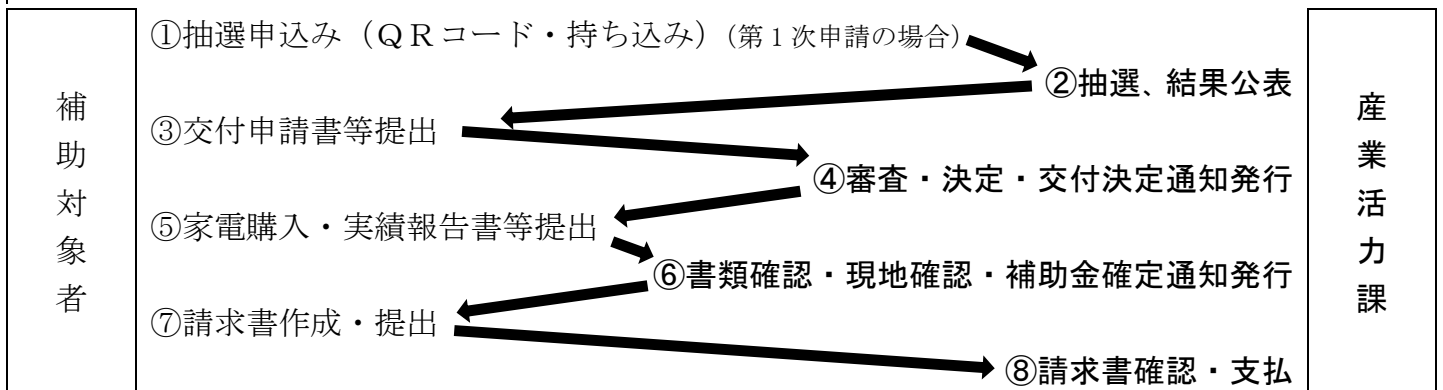 補助対象者
①抽選申込み（ＱＲコード・持ち込み）(第１次申請の場合)
②抽選、結果公表
③交付申請書等提出
④審査・決定・交付決定通知発行
⑤家電購入・実績報告書等提出
⑥書類確認・現地確認・補助金確定通知発行
⑦請求書作成・提出
⑧請求書確認・支払
産業活力課